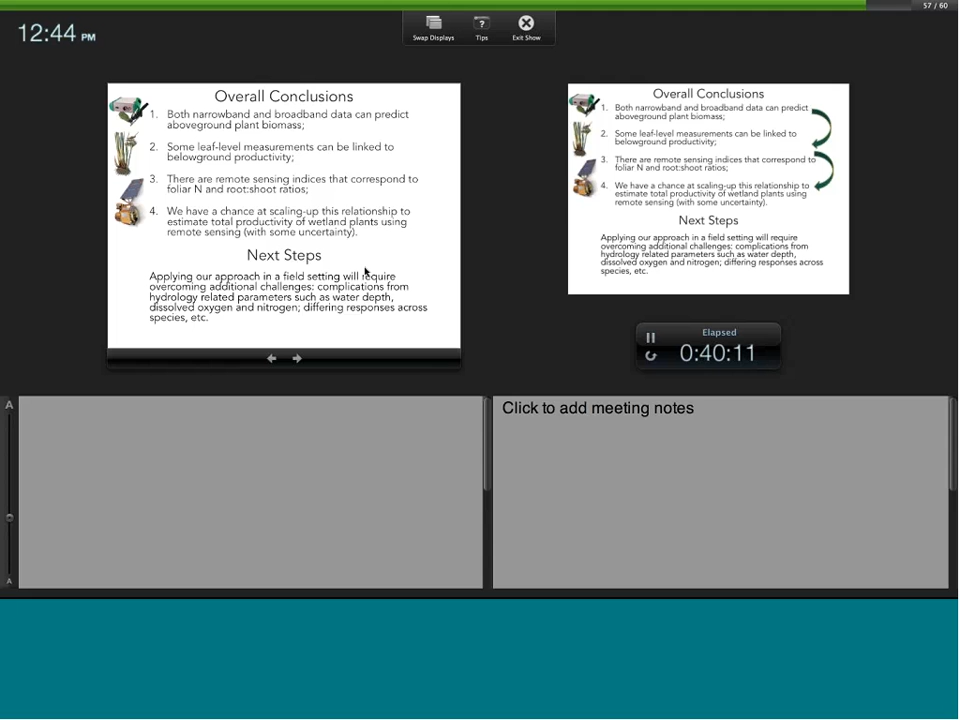 57 / 60
12:44 PM
Swap Displays
Tips
Exit Show
Overall Conclusions
1. Both narrowband and broadband data can predict
aboveground plant biomass;
2. Some leaf-level measurements can be linked to
belowground productivity;
3. There are remote sensing indices that correspond to
foliar N and root:shoot ratios;
4. We have a chance at scaling-up this relationship to
estimate total productivity of wetland plants using
remote sensing (with some uncertainty).
Next Steps
Applying our approach in a field setting will require
overcoming additional challenges: complications from
hydrology related parameters such as water depth,
dissolved oxygen and nitrogen; differing responses across
species, etc.
Overall Conclusions
1. Both narrowband and broadband data can predict
aboveground plant biomass;
2. Some leaf-level measurements can be linked to
belowground productivity;
3. There are remote sensing indices that correspond to
foliar N and root:shoot ratios;
4. We have a chance at scaling-up this relationship to
estimate total productivity of wetland plants using
remote sensing (with some uncertainty).
Next Steps
Applying our approach in a field setting will require
overcoming additional challenges: complications from
hydrology related parameters such as water depth,
dissolved oxygen and nitrogen; differing responses across
species, etc.
Elapsed
0:40:11
A
A
Click to add meeting notes